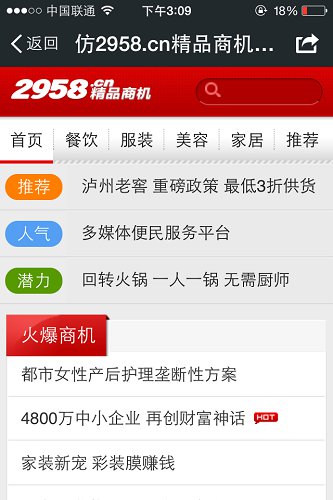 中国联通 下午3:09 18%
返回 仿2958.cn精品商机...
2958.cn精品商机
首页 餐饮 服装 美容 家居 推荐
推荐 泸州老窖 重磅政策 最低3折供货
人气 多媒体便民服务平台
潜力 回转火锅 一人一锅 无需厨师
火爆商机
都市女性产后护理垄断性方案
4800万中小企业 再创财富神话 HOT
家装新宠 彩装膜赚钱